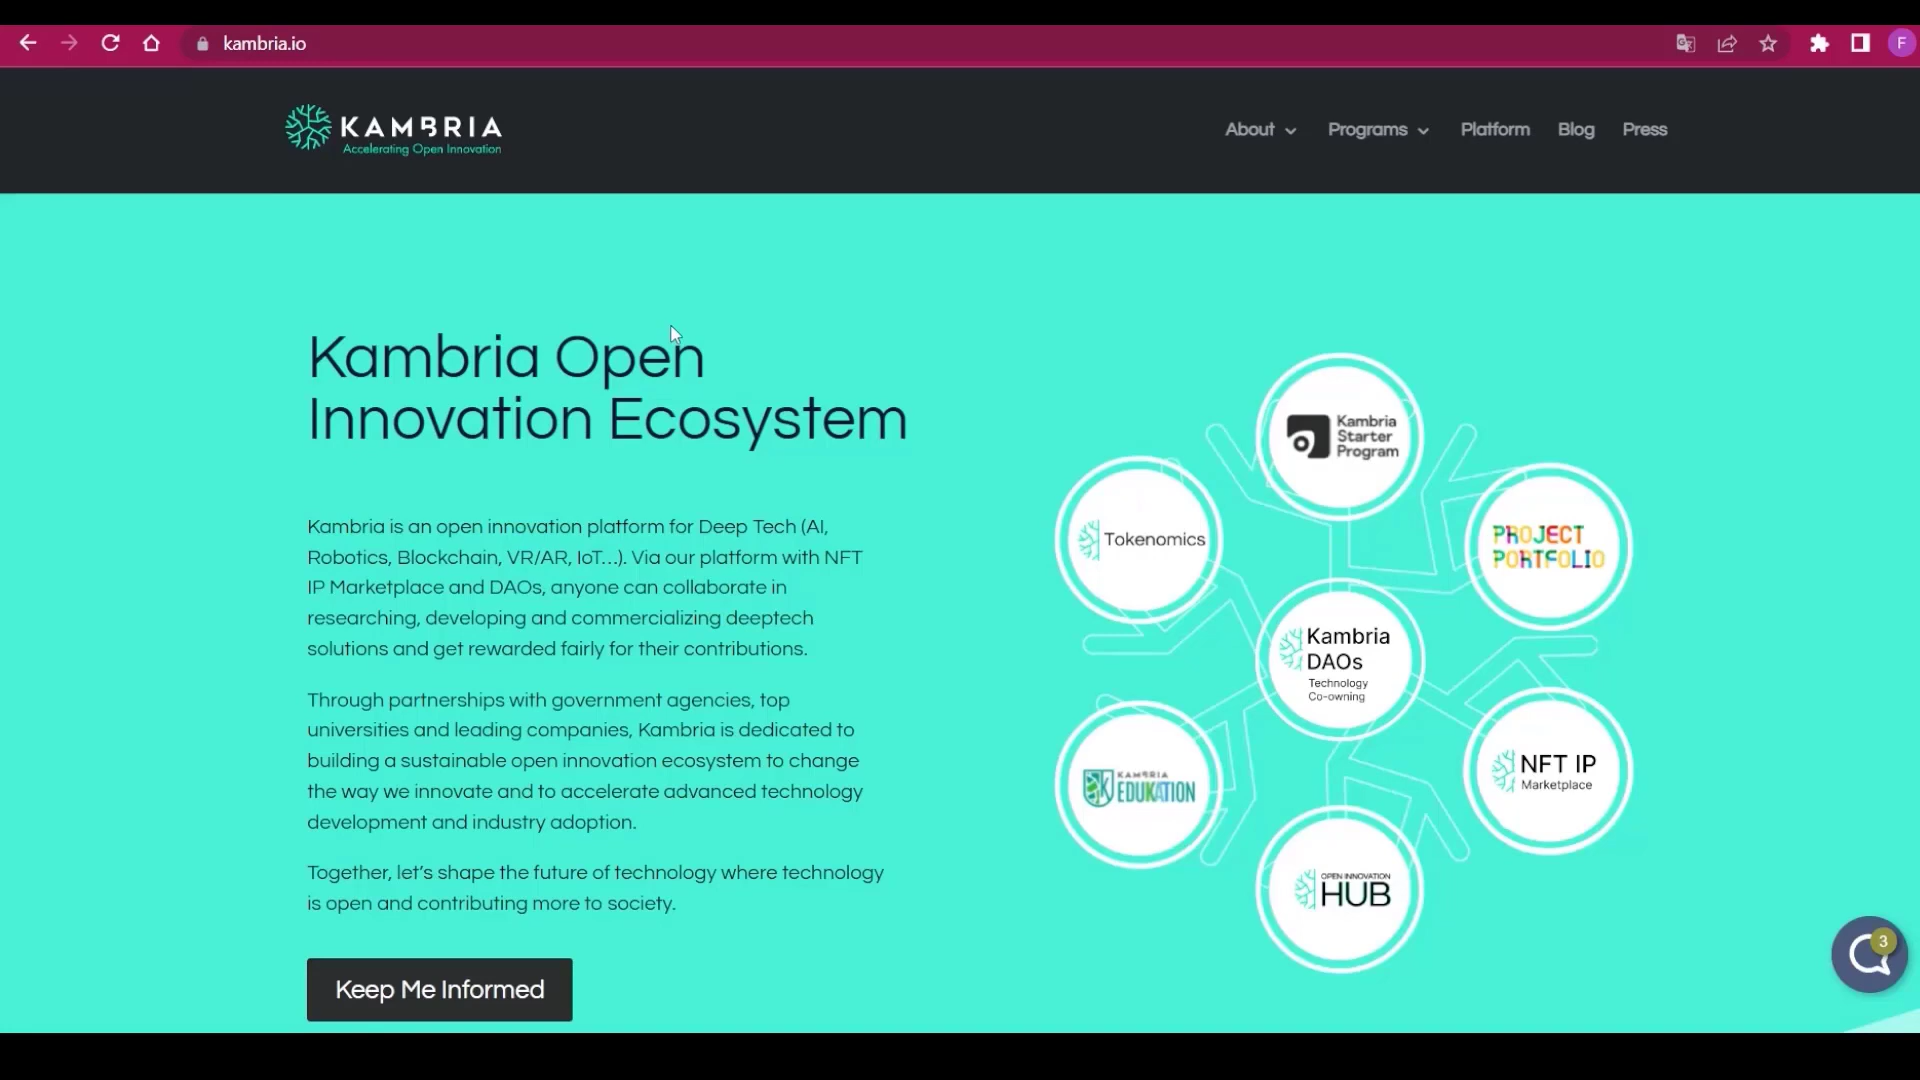 kambria.io
F
KAMBRIA
Accelerating Open Innovation
About
Programs
Platform
Blog
Press
Kambria Open
Innovation Ecosystem
Kambria is an open innovation platform for Deep Tech (AI,
Robotics, Blockchain, VR/AR, IoT...). Via our platform with NFT
IP Marketplace and DAOs, anyone can collaborate in
researching, developing and commercializing deeptech
solutions and get rewarded fairly for their contributions.
Through partnerships with government agencies, top
universities and leading companies, Kambria is dedicated to
building a sustainable open innovation ecosystem to change
the way we innovate and to accelerate advanced technology
development and industry adoption.
Together, let's shape the future of technology where technology
is open and contributing more to society.
Keep Me Informed
Kambria
Starter
Program
Tokenomics
PROJECT
PORTFOLIO
Kambria
DAOs
Technology
Co-owning
KAMBRIA
EDUKATION
NFT IP
Marketplace
OPEN INNOVATION
HUB
3